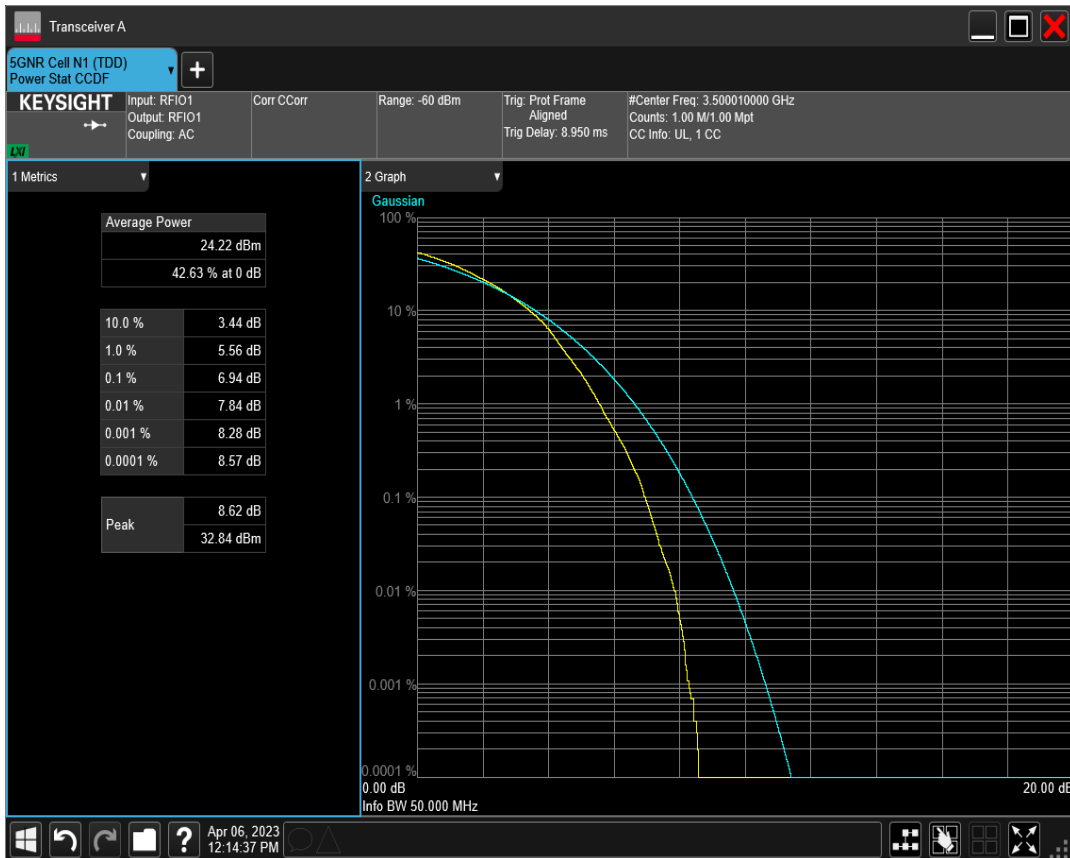 Transceiver A
5GNR Cell N1 (TDD)
Power Stat CCDF
+
KEYSIGHT
LXI
Input: RFIO1
Output: RFIO1
Coupling: AC
Corr CCorr
Range: -60 dBm
Trig: Prot Frame
Aligned
Trig Delay: 8.950 ms
#Center Freq: 3.500010000 GHz
Counts: 1.00 M/1.00 Mpt
CC Info: UL, 1 CC
1 Metrics
Average Power
24.22 dBm
42.63 % at 0 dB
10.0 % 3.44 dB
1.0 % 5.56 dB
0.1 % 6.94 dB
0.01 % 7.84 dB
0.001 % 8.28 dB
0.0001 % 8.57 dB
Peak 8.62 dB
32.84 dBm
2 Graph
Gaussian
100 %
10 %
1 %
0.1 %
0.01 %
0.001 %
0.0001 %
0.00 dB 20.00 dB
Info BW 50.000 MHz
?
Apr 06, 2023
12:14:37 PM